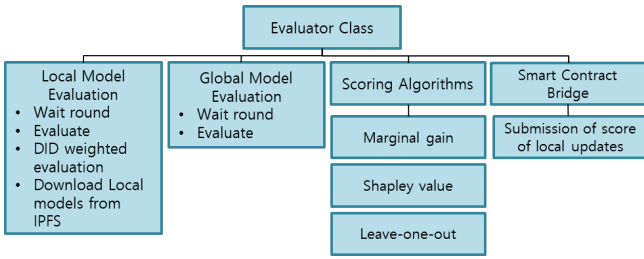 Evaluator Class
Local Model
Evaluation
• Wait round
• Evaluate
• DID weighted
evaluation
• Download Local
models from
IPFS
Global Model
Evaluation
• Wait round
• Evaluate
Scoring Algorithms
Marginal gain
Shapley value
Leave-one-out
Smart Contract
Bridge
Submission of score
of local updates